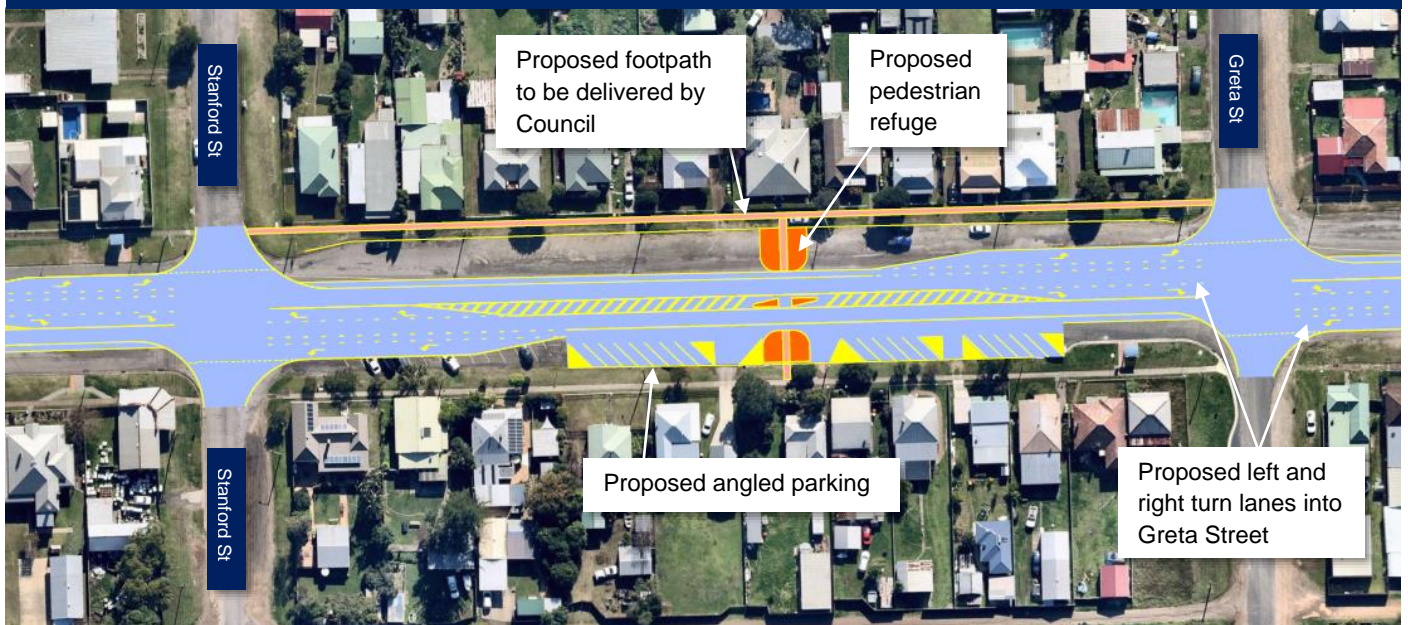 Stanford St
Proposed footpath
to be delivered by
Council
Proposed
pedestrian
refuge
Greta St
Stanford St
Proposed angled parking
Proposed left and
right turn lanes into
Greta Street